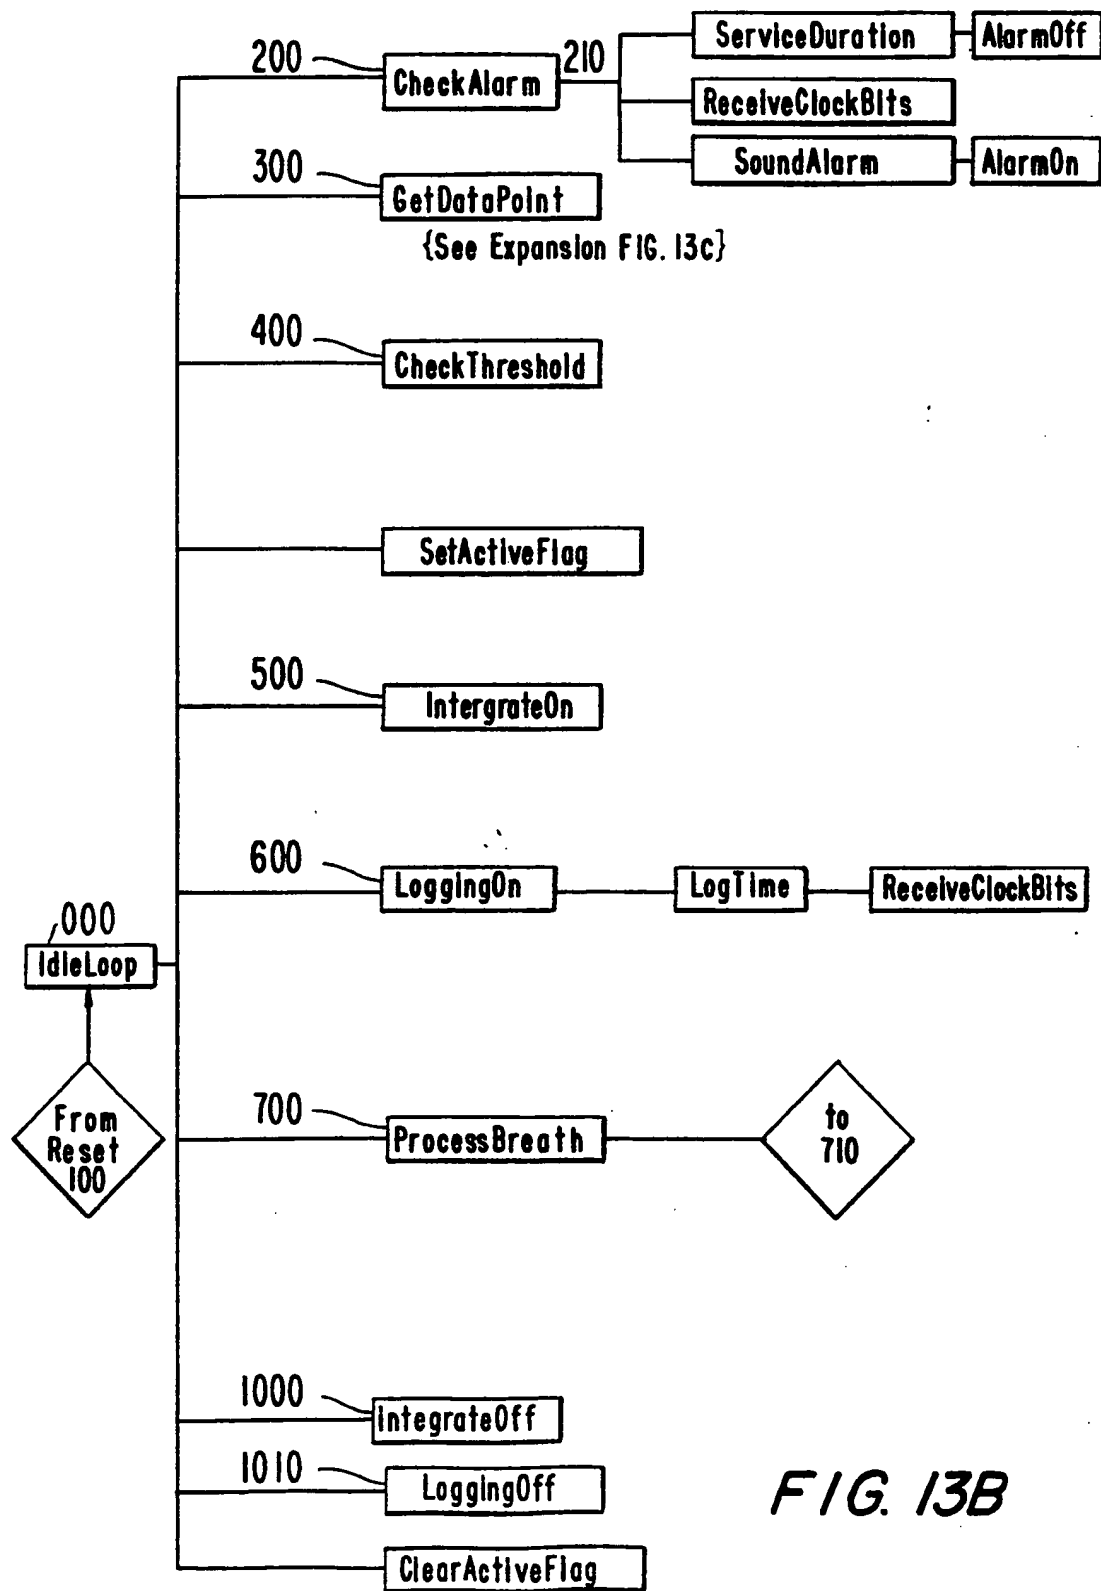 200
CheckAlarm
210
ServiceDuration
AlarmOff
ReceiveClockBits
SoundAlarm
AlarmOn
300
GetDataPoint
{See Expansion FIG. 13c}
400
CheckThreshold
SetActiveFlag
500
IntergrateOn
600
LoggingOn
LogTime
ReceiveClockBits
000
IdleLoop
From
Reset
100
700
ProcessBreath
to
710
1000
IntegrateOff
1010
LoggingOff
ClearActiveFlag
FIG. 13B